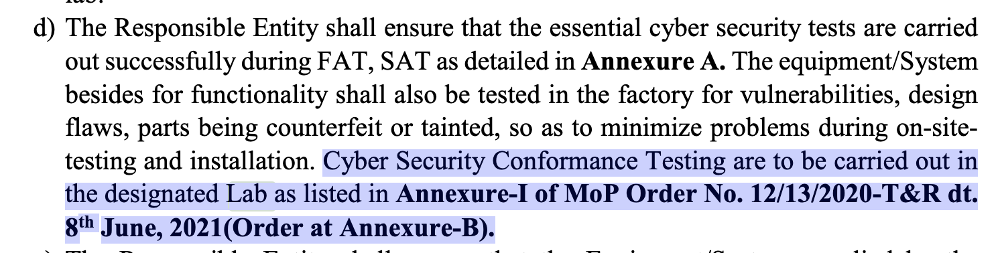 lab.
d) The Responsible Entity shall ensure that the essential cyber security tests are carried
out successfully during FAT, SAT as detailed in Annexure A. The equipment/System
besides for functionality shall also be tested in the factory for vulnerabilities, design
flaws, parts being counterfeit or tainted, so as to minimize problems during on-site-
testing and installation. Cyber Security Conformance Testing are to be carried out in
the designated Lab as listed in Annexure-I of MoP Order No. 12/13/2020-T&R dt.
8th June, 2021(Order at Annexure-B).